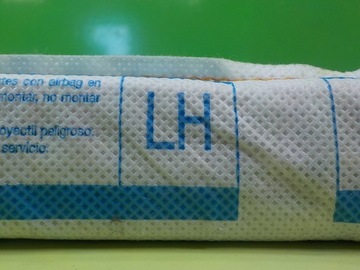 tes con airbag en
montar, no montar
oyectil peligroso.
servicio.
LH